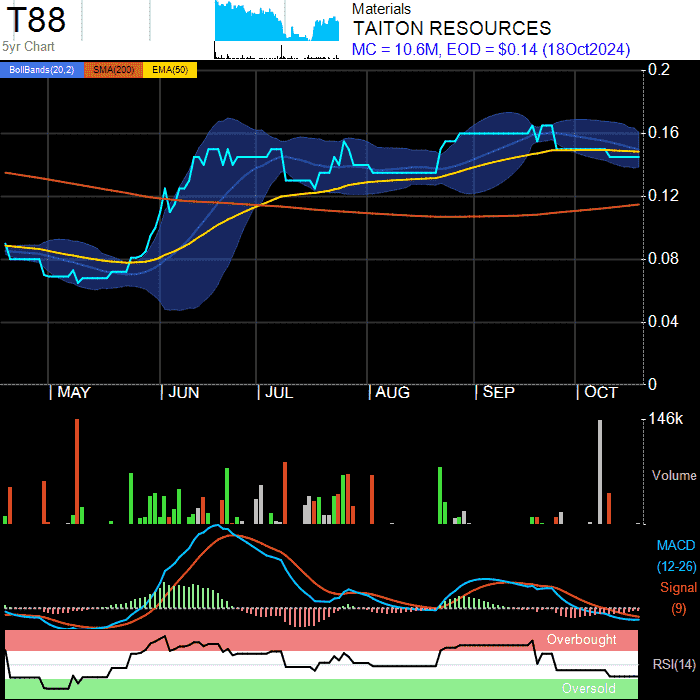 T88
5yr Chart
Materials
TAITON RESOURCES
MC = 10.6M, EOD = $0.14 (18Oct2024)
BollBands(20,2) SMA(200) EMA(50)
0.2
0.16
0.12
0.08
0.04
0
MAY JUN JUL AUG SEP OCT
146k
Volume
MACD
(12-26)
Signal
(9)
Overbought
RSI(14)
Oversold